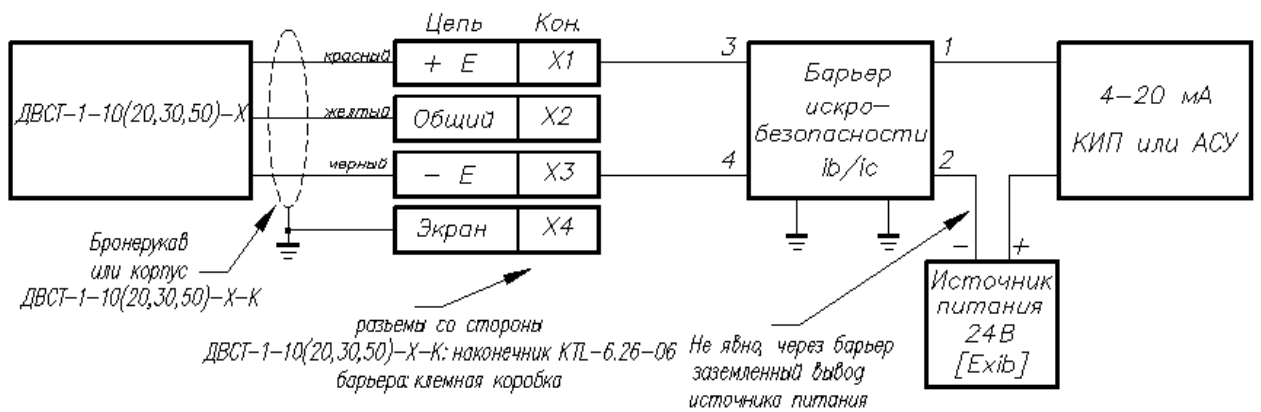 Цепь Кон.
ДВСТ-1-10(20,30,50)-Х
красный + Е Х1
желтый Общий Х2
черный - Е Х3
Экран Х4
3
4
Барьер
искро-
безопасности
ib/ic
1
2
4-20 мА
КИП или АСУ
- +
Источник
питания
24В
[Exib]
Бронерукав
или корпус
ДВСТ-1-10(20,30,50)-Х-К
разъемы со стороны
ДВСТ-1-10(20,30,50)-Х-К: наконечник KTL-6.26-06
барьера: клемная коробка
Не явно, через барьер
заземленный вывод
источника питания